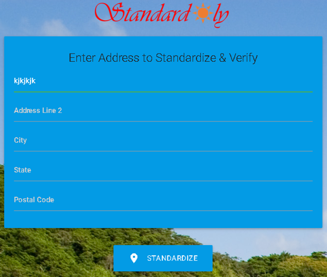 Standard ly
Enter Address to Standardize & Verify
kjkjkjk
Address Line 2
City
State
Postal Code
STANDARDIZE